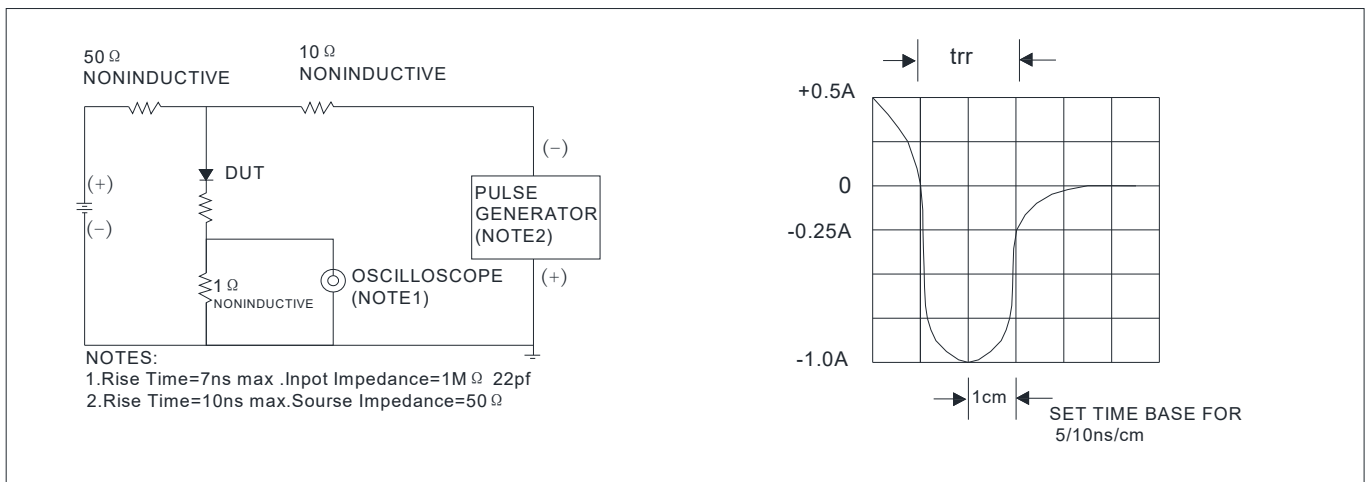 50 Ω
NONINDUCTIVE
10 Ω
NONINDUCTIVE
(+)
(−)
DUT
1 Ω
NONINDUCTIVE
OSCILLOSCOPE
(NOTE1)
(−)
PULSE
GENERATOR
(NOTE2)
(+)
NOTES:
1.Rise Time=7ns max .Inpot Impedance=1M Ω 22pf
2.Rise Time=10ns max.Sourse Impedance=50 Ω
trr
+0.5A
0
-0.25A
-1.0A
1cm
SET TIME BASE FOR
5/10ns/cm